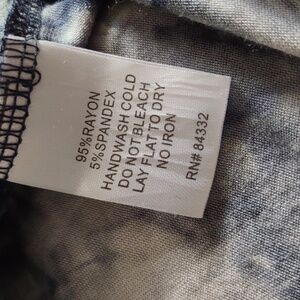 95%RAYON
5%SPANDEX
HANDWASH COLD
DO NOT BLEACH
LAY FLAT TO DRY
NO IRON
RN# 84332